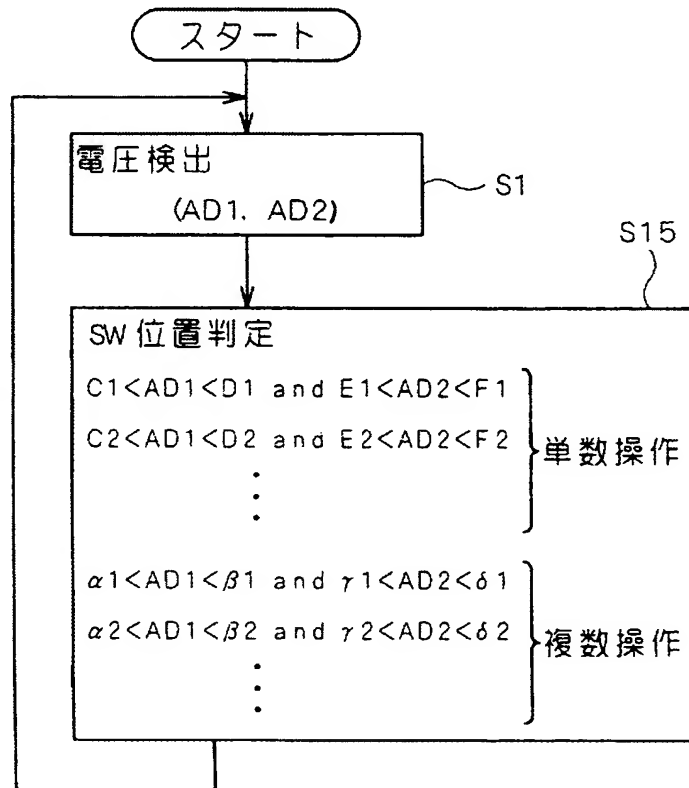 スタート
電圧検出
(AD1, AD2)
S1
S15
SW位置判定
C1<AD1<D1 and E1<AD2<F1
C2<AD1<D2 and E2<AD2<F2
単数操作
α1<AD1<β1 and γ1<AD2<δ1
α2<AD1<β2 and γ2<AD2<δ2
複数操作